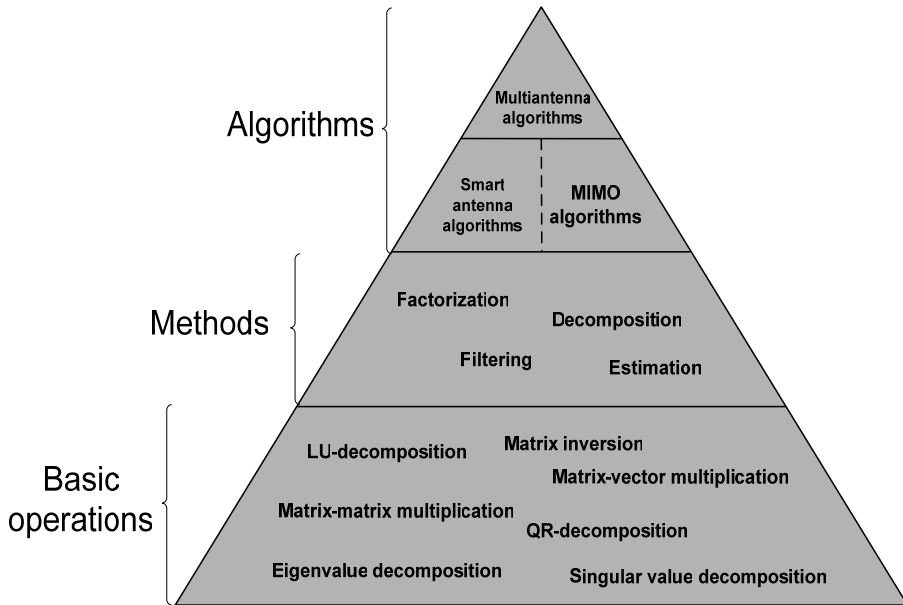 Multiantenna
algorithms
Algorithms
Smart
antenna
algorithms
MIMO
algorithms
Factorization
Decomposition
Methods
Filtering
Estimation
LU-decomposition
Matrix inversion
Matrix-vector multiplication
Basic
operations
Matrix-matrix multiplication
QR-decomposition
Eigenvalue decomposition
Singular value decomposition